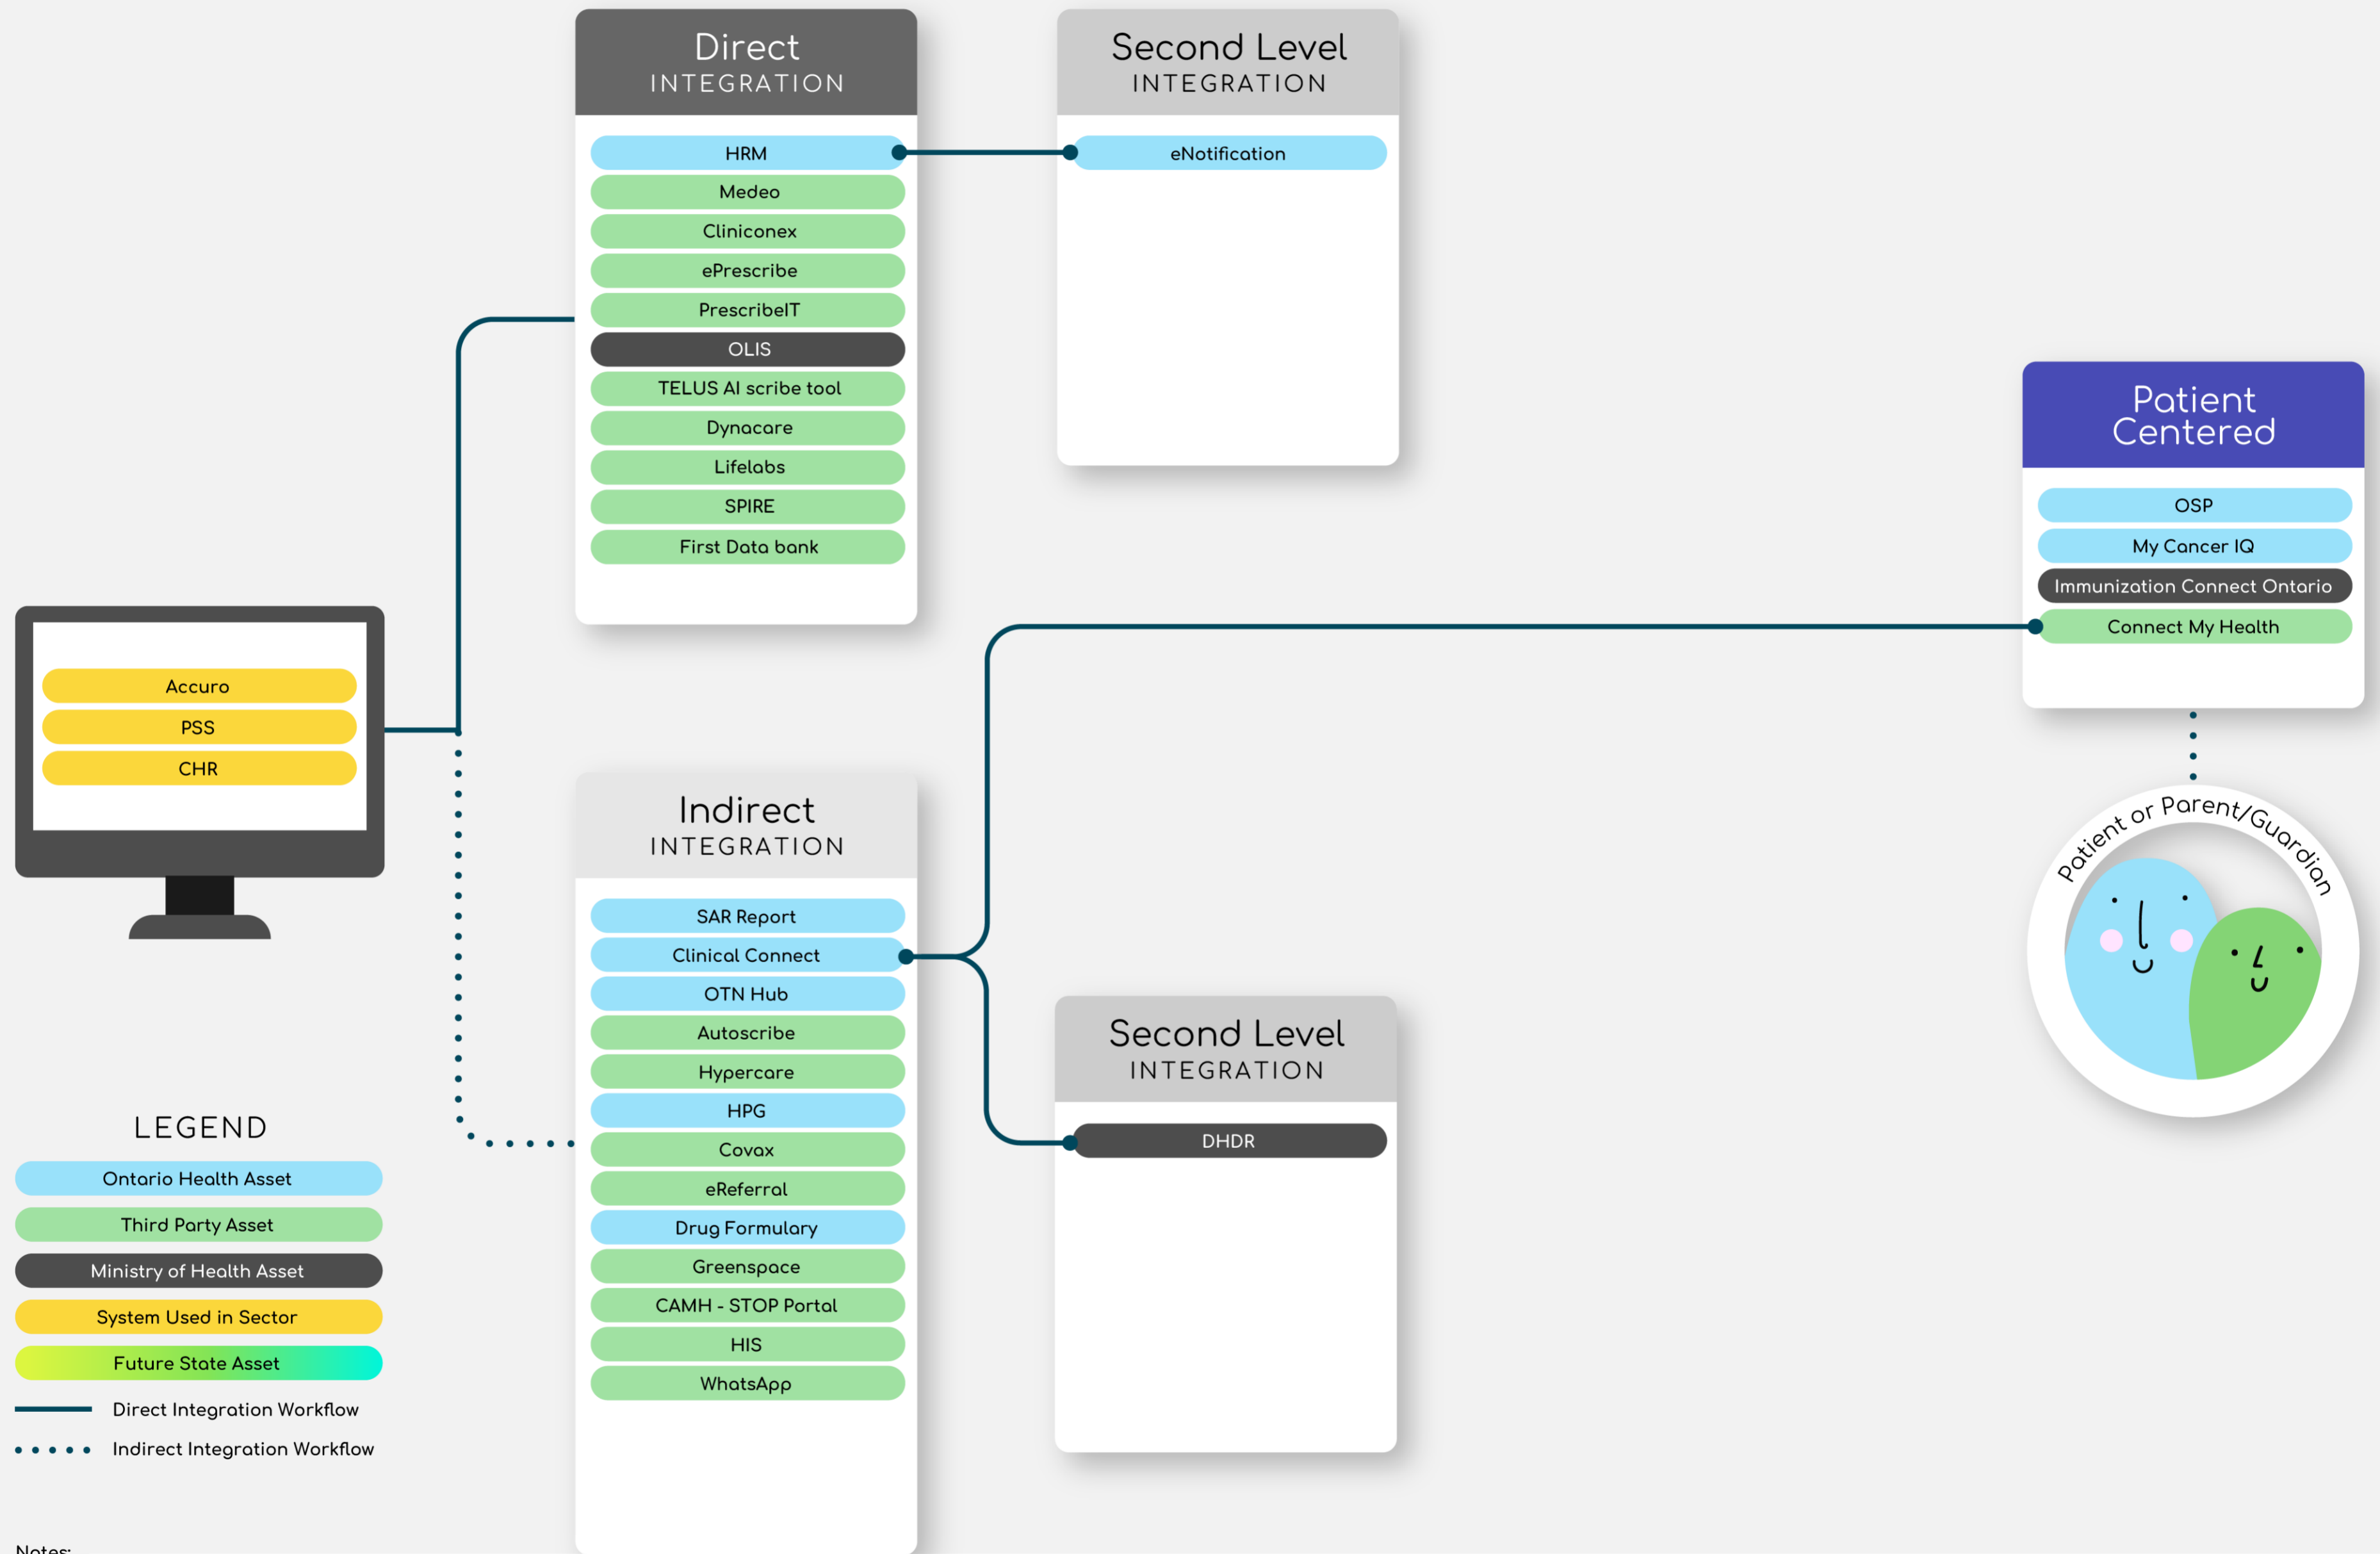 Direct
INTEGRATION
HRM
Medeo
Cliniconex
ePrescribe
PrescribeIT
OLIS
TELUS AI scribe tool
Dynacare
Lifelabs
SPIRE
First Data bank
Second Level
INTEGRATION
eNotification
Patient
Centered
OSP
My Cancer IQ
Immunization Connect Ontario
Connect My Health
Patient or Parent/Guardian
Accuro
PSS
CHR
Indirect
INTEGRATION
SAR Report
Clinical Connect
OTN Hub
Autoscribe
Hypercare
HPG
Covax
eReferral
Drug Formulary
Greenspace
CAMH - STOP Portal
HIS
WhatsApp
Second Level
INTEGRATION
DHDR
LEGEND
Ontario Health Asset
Third Party Asset
Ministry of Health Asset
System Used in Sector
Future State Asset
Direct Integration Workflow
Indirect Integration Workflow
Notes: